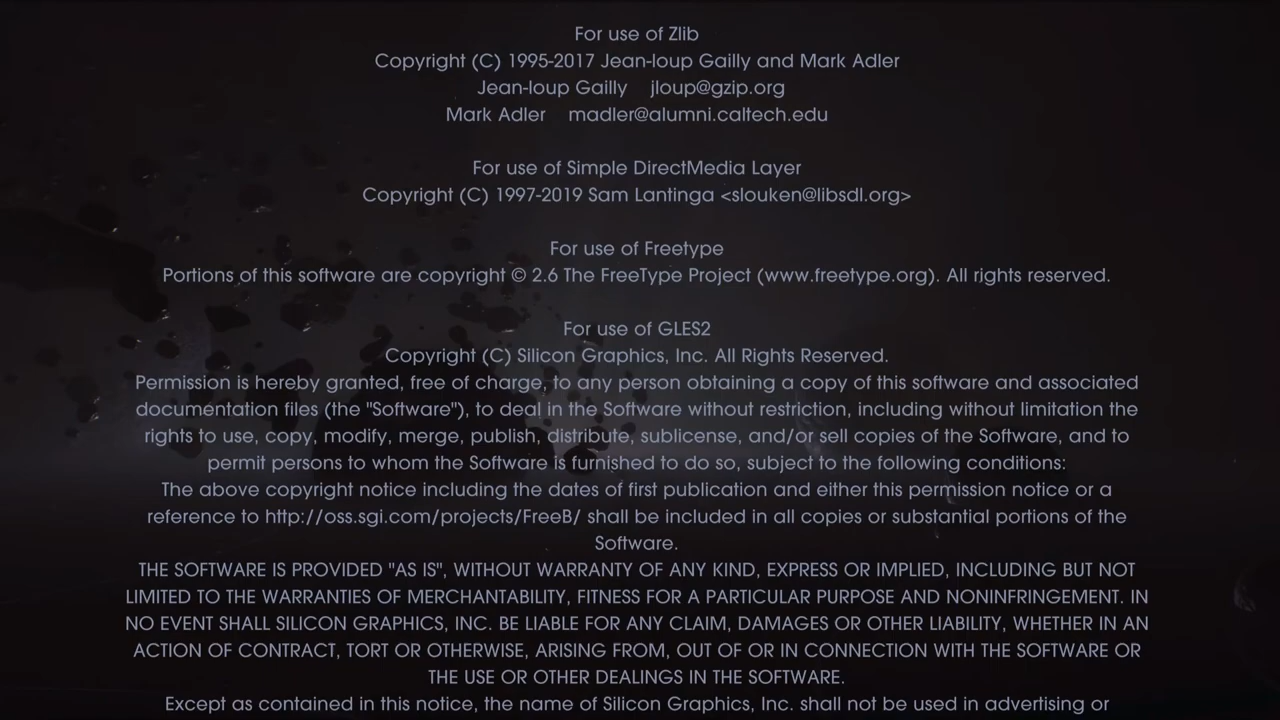 For use of Zlib
Copyright (C) 1995-2017 Jean-loup Gailly and Mark Adler
Jean-loup Gailly    jloup@gzip.org
Mark Adler    madler@alumni.caltech.edu
For use of Simple DirectMedia Layer
Copyright (C) 1997-2019 Sam Lantinga <slouken@libsdl.org>
For use of Freetype
Portions of this software are copyright © 2.6 The FreeType Project (www.freetype.org). All rights reserved.
For use of GLES2
Copyright (C) Silicon Graphics, Inc. All Rights Reserved.
Permission is hereby granted, free of charge, to any person obtaining a copy of this software and associated
documentation files (the "Software"), to deal in the Software without restriction, including without limitation the
rights to use, copy, modify, merge, publish, distribute, sublicense, and/or sell copies of the Software, and to
permit persons to whom the Software is furnished to do so, subject to the following conditions:
The above copyright notice including the dates of first publication and either this permission notice or a
reference to http://oss.sgi.com/projects/FreeB/ shall be included in all copies or substantial portions of the
Software.
THE SOFTWARE IS PROVIDED "AS IS", WITHOUT WARRANTY OF ANY KIND, EXPRESS OR IMPLIED, INCLUDING BUT NOT
LIMITED TO THE WARRANTIES OF MERCHANTABILITY, FITNESS FOR A PARTICULAR PURPOSE AND NONINFRINGEMENT. IN
NO EVENT SHALL SILICON GRAPHICS, INC. BE LIABLE FOR ANY CLAIM, DAMAGES OR OTHER LIABILITY, WHETHER IN AN
ACTION OF CONTRACT, TORT OR OTHERWISE, ARISING FROM, OUT OF OR IN CONNECTION WITH THE SOFTWARE OR
THE USE OR OTHER DEALINGS IN THE SOFTWARE.
Except as contained in this notice, the name of Silicon Graphics, Inc. shall not be used in advertising or